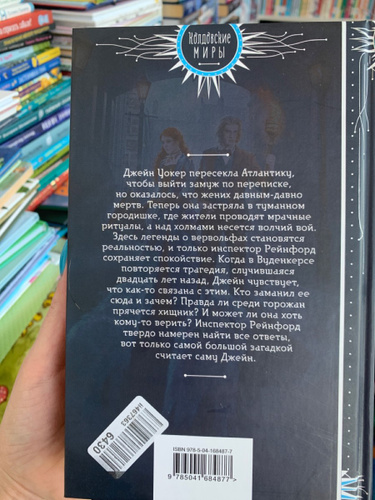 Колдовские
МИРЫ
Джейн Уокер пересекла Атлантику,
чтобы выйти замуж по переписке,
но оказалось, что жених давным-давно
мертв. Теперь она застряла в туманном
городишке, где жители проводят мрачные
ритуалы, а над холмами несется волчий вой.
Здесь легенды о вервольфах становятся
реальностью, и только инспектор Рейнфорд
сохраняет спокойствие. Когда в Вуденкерсе
повторяется трагедия, случившаяся
двадцать лет назад, Джейн чувствует,
что как-то связана с этим. Кто заманил ее
сюда и зачем? Правда ли среди горожан
прячется хищник? И может ли она хоть
кому-то верить? Инспектор Рейнфорд
твердо намерен найти все ответы,
вот только самой большой загадкой
считает саму Джейн.
H467363
6430
ISBN 978-5-04-168487-7
9 785041 684877 >